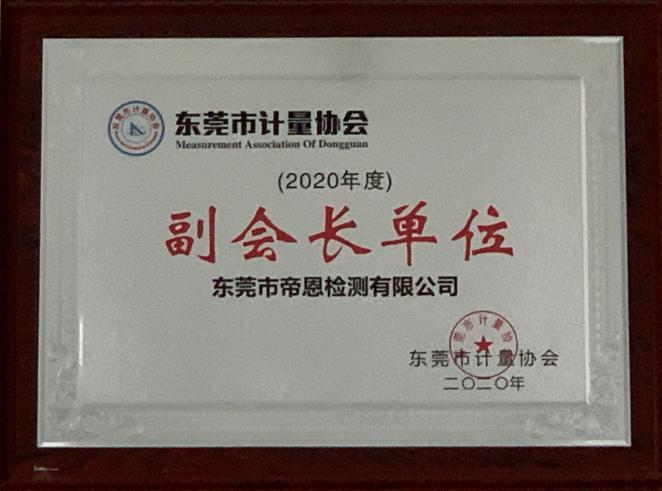 东莞市计量协会
Measurement Association Of Dongguan
(2020年度)
副会长单位
东莞市帝恩检测有限公司
东莞市计量协会
二〇二〇年